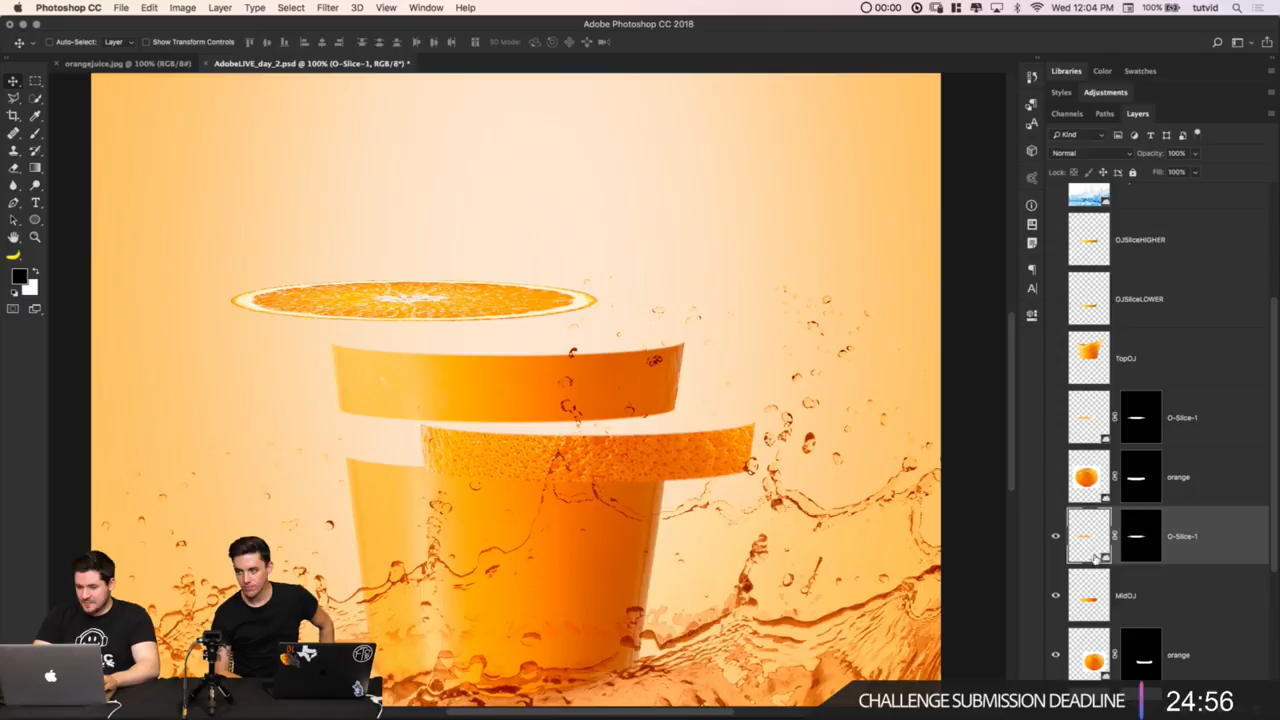 Photoshop CC File Edit Image Layer Type Select Filter 3D View Window Help
00:00 100% Wed 12:04 PM tutvid
Adobe Photoshop CC 2018
Auto-Select: Layer Show Transform Controls 3D Mode:
× orangejuice.jpg @ 100% (RGB/8#) × AdobeLIVE_day_2.psd @ 100% (O-Slice-1, RGB/8*) *
Libraries Color Swatches
Styles Adjustments
Channels Paths Layers
Kind
Normal Opacity: 100%
Lock: Fill: 100%
OJSliceHIGHER
OJSliceLOWER
TopOJ
O-Slice-1
orange
O-Slice-1
MidOJ
orange
CHALLENGE SUBMISSION DEADLINE 24:56